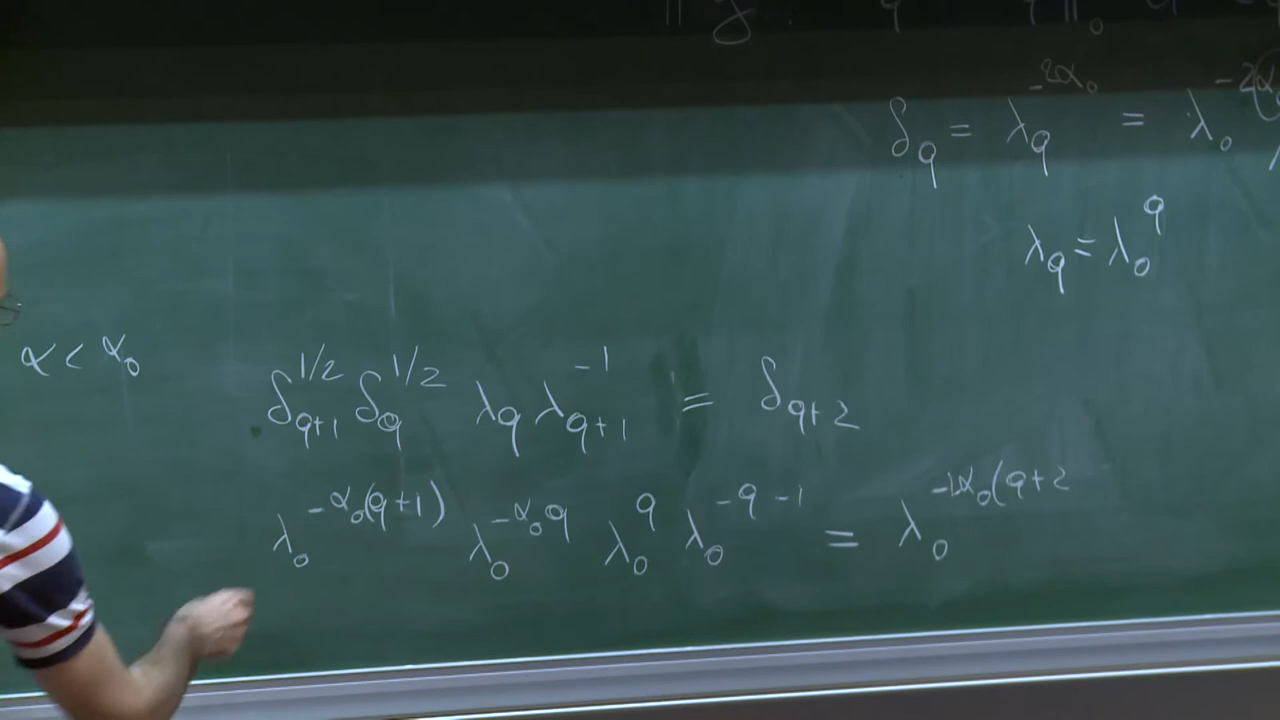 δ_q = λ_q^{-2α_0} = λ_0^{-2α_0
λ_q = λ_0^q
α < α_0
δ_{q+1}^{1/2} δ_q^{1/2} λ_q λ_{q+1}^{-1} = δ_{q+2}
λ_0^{-α_0(q+1)} λ_0^{-α_0 q} λ_0^q λ_0^{-q-1} = λ_0^{-2α_0(q+2